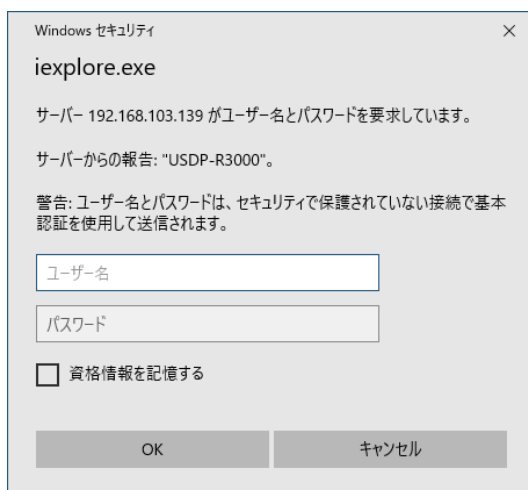 Windows セキュリティ
iexplore.exe
サーバー 192.168.103.139 がユーザー名とパスワードを要求しています。
サーバーからの報告: "USDP-R3000"。
警告: ユーザー名とパスワードは、セキュリティで保護されていない接続で基本
認証を使用して送信されます。
ユーザー名
パスワード
資格情報を記憶する
OK キャンセル